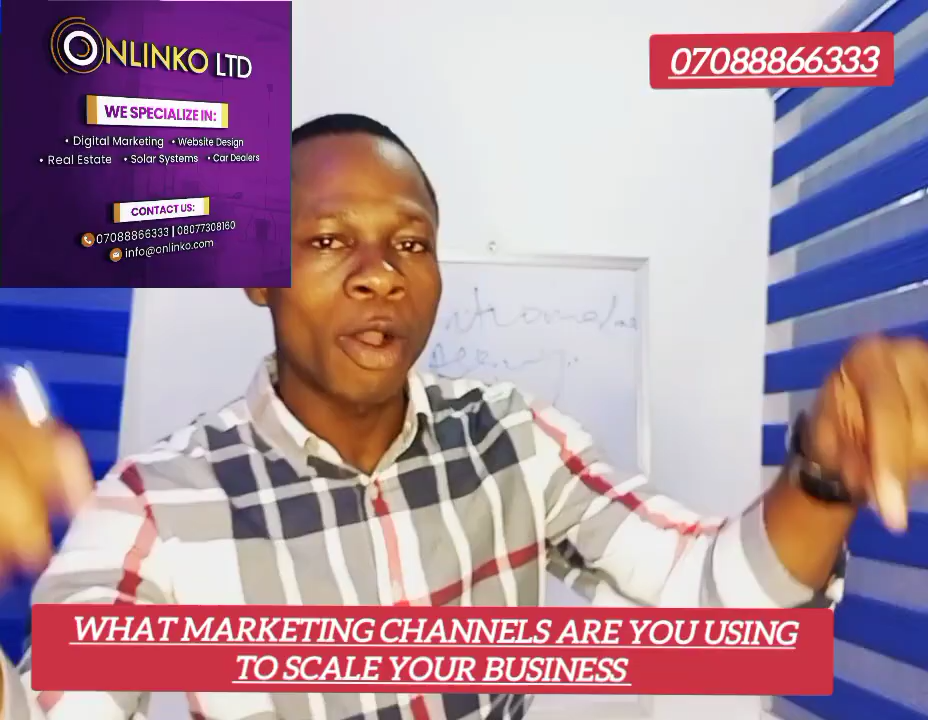 ONLINKO LTD
WE SPECIALIZE IN:
• Digital Marketing • Website Design
• Real Estate • Solar Systems • Car Dealers
CONTACT US:
07088866333 | 08077308160
info@onlinko.com
07088866333
WHAT MARKETING CHANNELS ARE YOU USING
TO SCALE YOUR BUSINESS